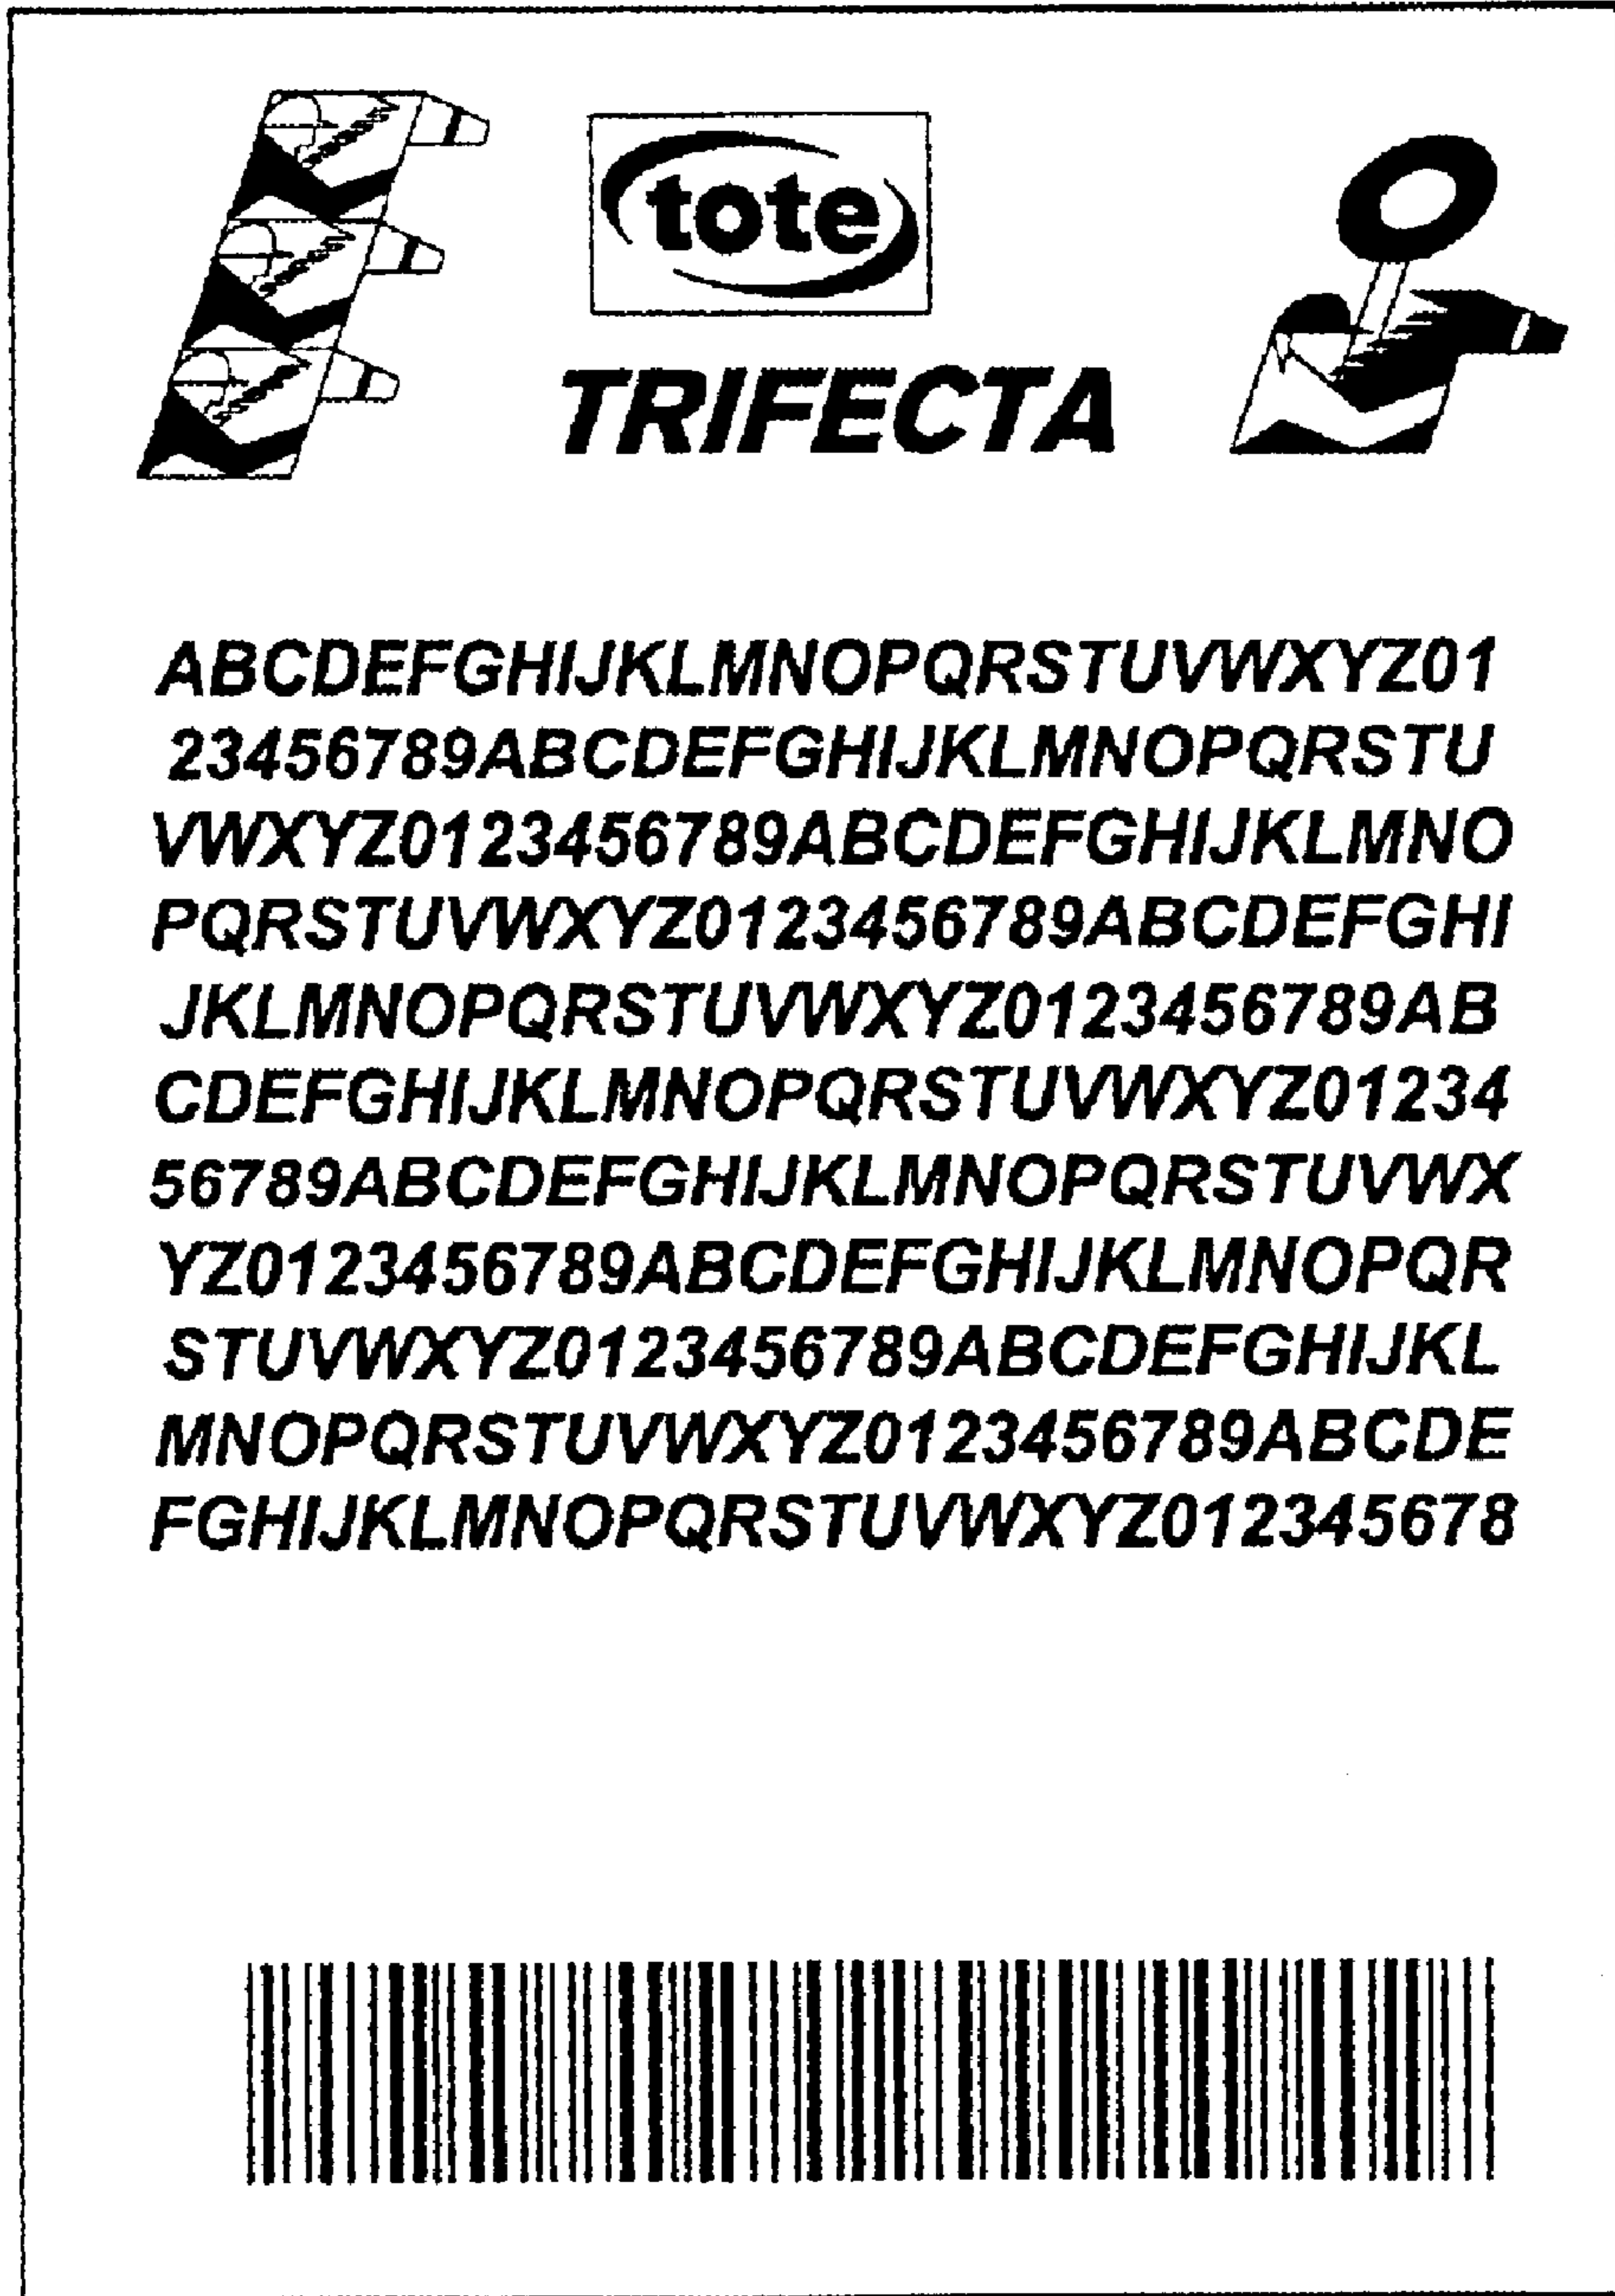 tote
TRIFECTA
ABCDEFGHIJKLMNOPQRSTUVWXYZ01
23456789ABCDEFGHIJKLMNOPQRSTU
VWXYZ0123456789ABCDEFGHIJKLMNO
PQRSTUVWXYZ0123456789ABCDEFGHI
JKLMNOPQRSTUVWXYZ0123456789AB
CDEFGHIJKLMNOPQRSTUVWXYZ01234
56789ABCDEFGHIJKLMNOPQRSTUVWX
YZ0123456789ABCDEFGHIJKLMNOPQR
STUVWXYZ0123456789ABCDEFGHIJKL
MNOPQRSTUVWXYZ0123456789ABCDE
FGHIJKLMNOPQRSTUVWXYZ012345678